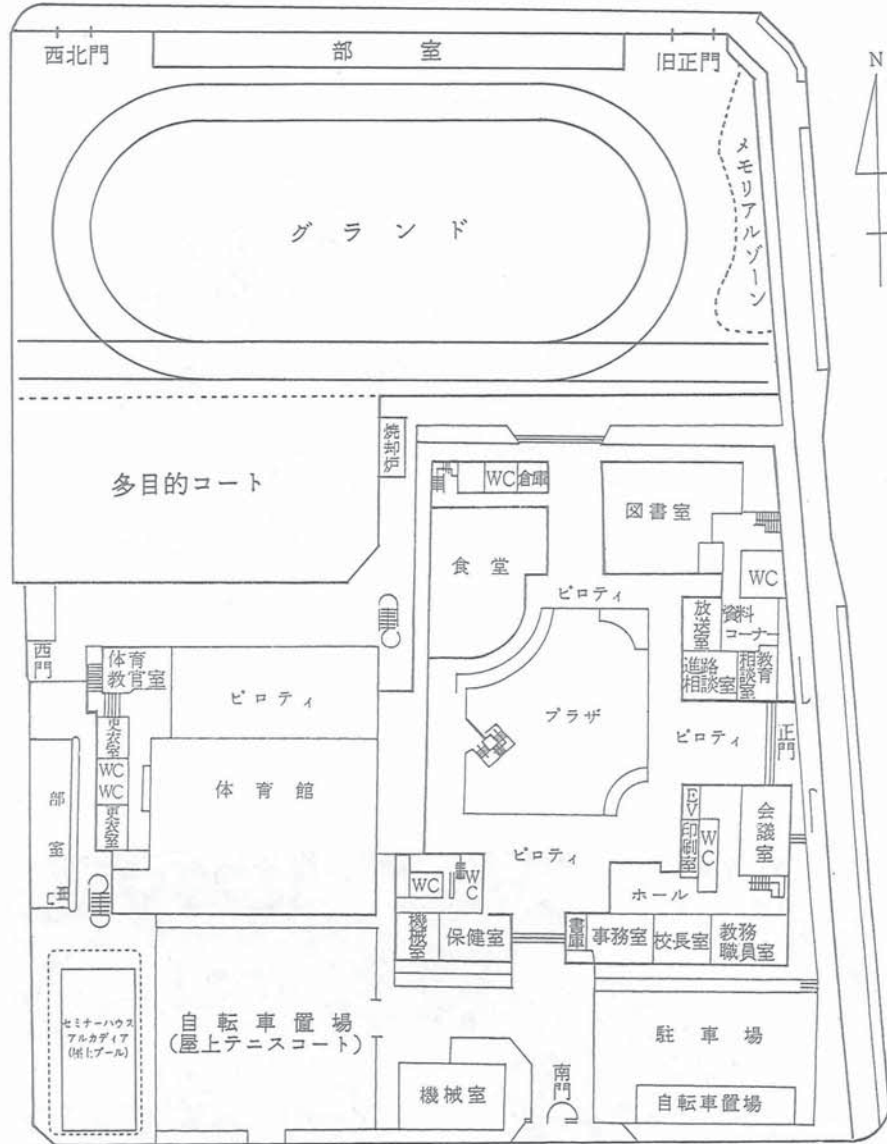 西北門
部室
旧正門
N
メモリアルゾーン
グランド
多目的コート
焼却炉
WC
倉庫
図書室
食堂
ピロティ
WC
放送室
資料
コーナー
西門
体育
教官室
ピロティ
進路
相談室
教育
相談室
プラザ
ピロティ
正門
更衣室
WC
WC
更衣室
部室
体育館
EV
印刷室
WC
会議室
ピロティ
WC
WC
ホール
機械室
保健室
書庫
事務室
校長室
教務
職員室
セミナーハウス
アルカディア
(屋上プール)
自転車置場
(屋上テニスコート)
駐車場
機械室
南門
自転車置場